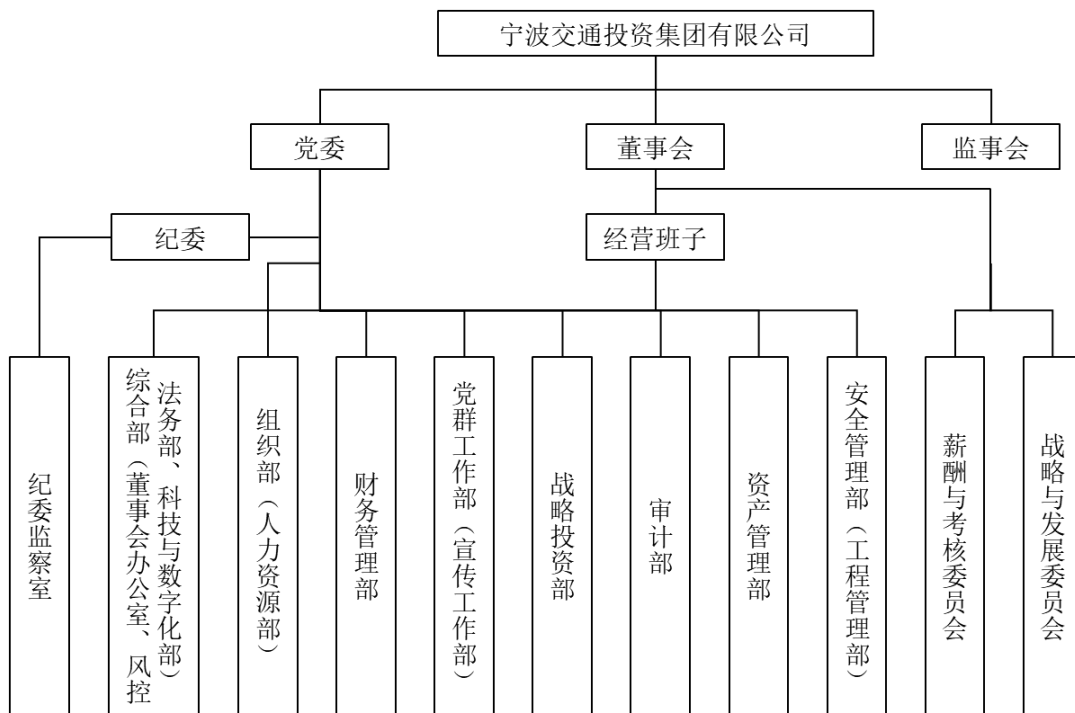 宁波交通投资集团有限公司
党委
董事会
监事会
纪委
经营班子
纪委监察室
综合部（董事会办公室、风控
法务部、科技与数字化部）
组织部（人力资源部）
财务管理部
党群工作部（宣传工作部）
战略投资部
审计部
资产管理部
安全管理部（工程管理部）
薪酬与考核委员会
战略与发展委员会